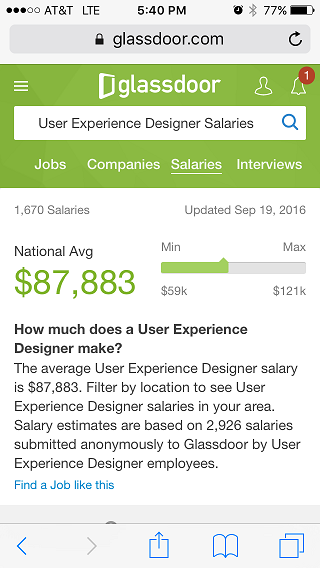 AT&T LTE 5:40 PM 77%
glassdoor.com
glassdoor 1
User Experience Designer Salaries
Jobs Companies Salaries Interviews
1,670 Salaries Updated Sep 19, 2016
National Avg Min Max
$87,883
$59k $121k
How much does a User Experience
Designer make?
The average User Experience Designer salary
is $87,883. Filter by location to see User
Experience Designer salaries in your area.
Salary estimates are based on 2,926 salaries
submitted anonymously to Glassdoor by User
Experience Designer employees.
Find a Job like this